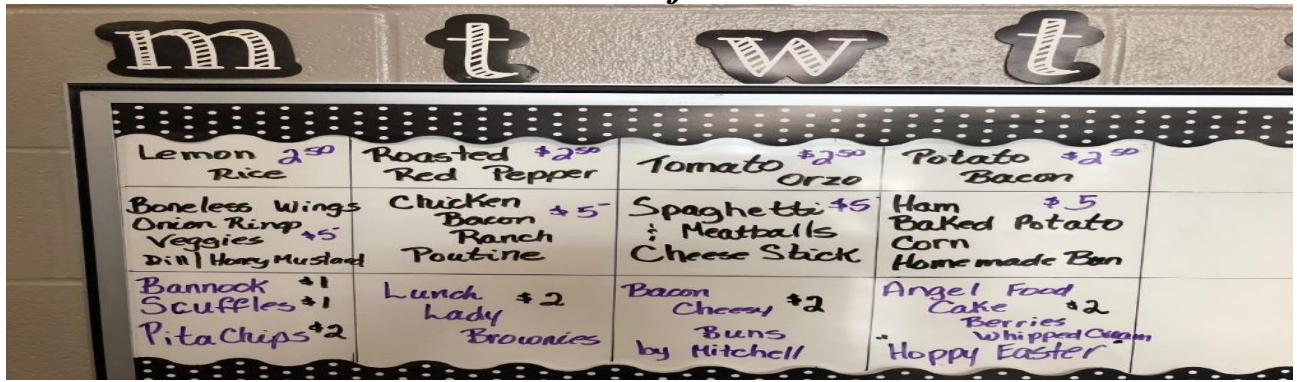 m t w t
Lemon 2.50
Rice
Roasted $2.50
Red Pepper
Tomato $2.50
Orzo
Potato $2.50
Bacon
Boneless Wings
Onion Ring
Veggies $5
Dill / Honey Mustard
Chicken
Bacon $5
Ranch
Poutine
Spaghetti $5
& Meatballs
Cheese Stick
Ham $5
Baked Potato
Corn
Homemade Bun
Bannock $1
Scuffles $1
Pita Chips $2
Lunch $2
Lady
Brownies
Bacon
Cheesy $2
Buns
by Mitchell
Angel Food
Cake $2
Berries
Whipped Cream
"Hoppy Easter"